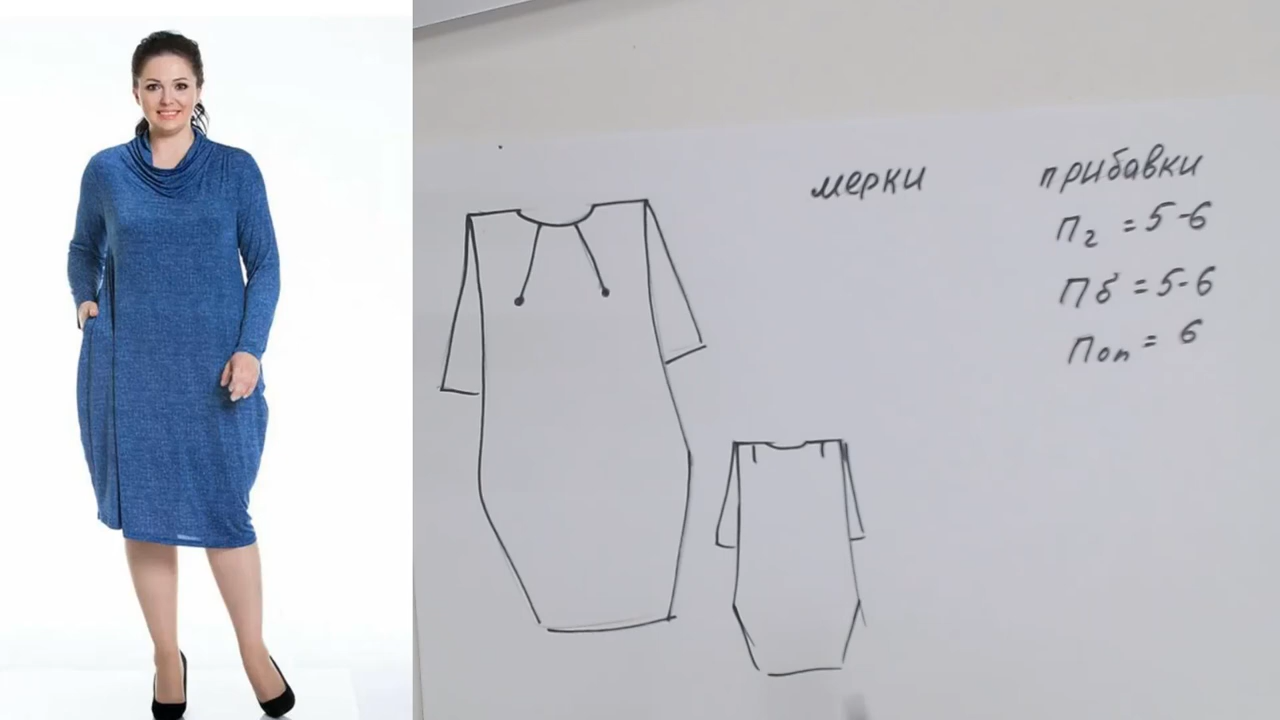 мерки
прибавки
Пг = 5-6
Пб = 5-6
Поп = 6